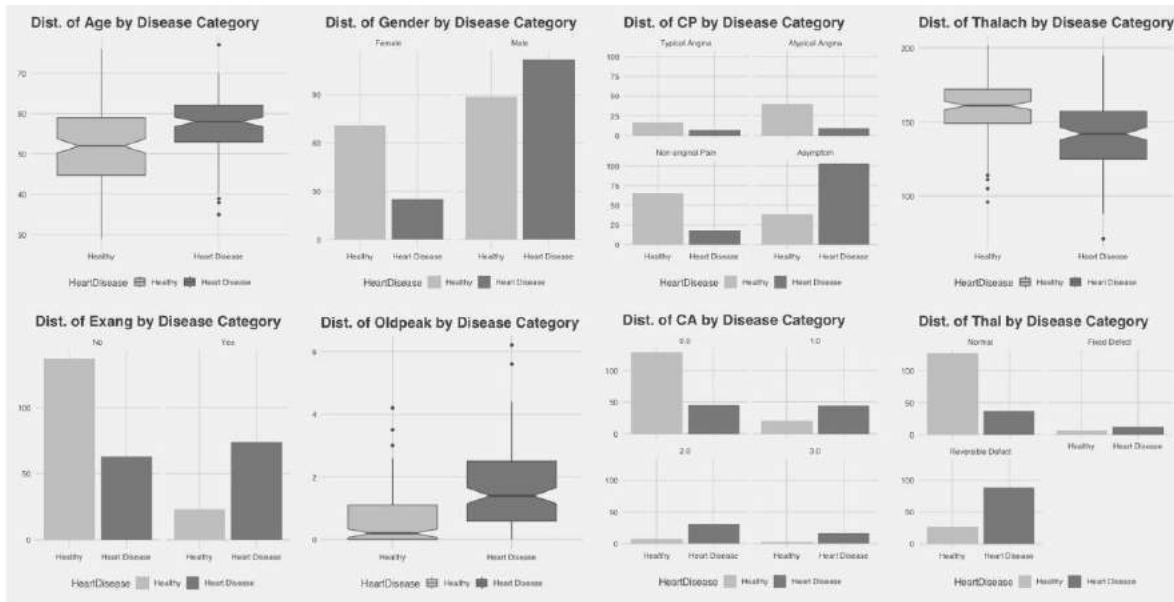 Dist. of Age by Disease Category
70
60
50
40
30
Healthy
Heart Disease
HeartDisease Healthy Heart Disease
Dist. of Gender by Disease Category
Female
Male
90
60
30
0
Healthy
Heart Disease
Healthy
Heart Disease
HeartDisease Healthy Heart Disease
Dist. of CP by Disease Category
Typical Angina
Atypical Angina
100
75
50
25
0
Non-anginal Pain
Asymptom
100
75
50
25
0
Healthy
Heart Disease
Healthy
Heart Disease
HeartDisease Healthy Heart Disease
Dist. of Thalach by Disease Category
200
150
100
Healthy
Heart Disease
HeartDisease Healthy Heart Disease
Dist. of Exang by Disease Category
No
Yes
100
50
0
Healthy
Heart Disease
Healthy
Heart Disease
HeartDisease Healthy Heart Disease
Dist. of Oldpeak by Disease Category
6
4
2
0
Healthy
Heart Disease
HeartDisease Healthy Heart Disease
Dist. of CA by Disease Category
0.0
1.0
100
50
0
2.0
3.0
100
50
0
Healthy
Heart Disease
Healthy
Heart Disease
HeartDisease Healthy Heart Disease
Dist. of Thal by Disease Category
Normal
Fixed Defect
100
50
0
Healthy
Heart Disease
Reversible Defect
100
50
0
Healthy
Heart Disease
HeartDisease Healthy Heart Disease